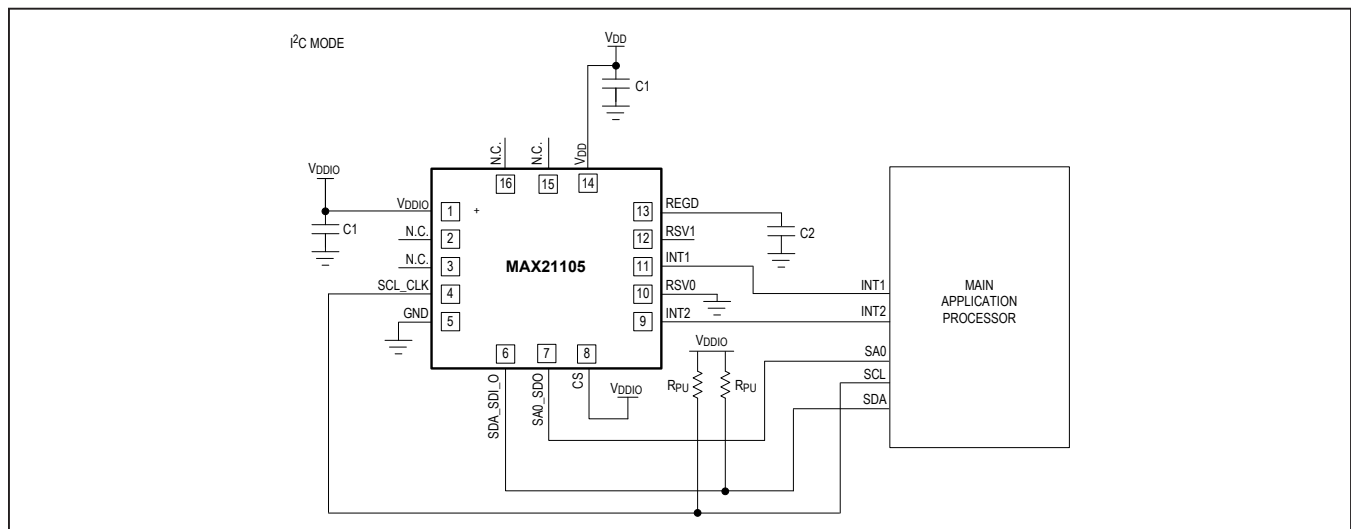 I²C MODE
VDD
C1
N.C.
N.C.
VDD
16
15
14
VDDIO
VDDIO
1
+
13
REGD
C1
C2
N.C.
2
12
RSV1
N.C.
3
MAX21105
11
INT1
SCL_CLK
4
10
RSV0
GND
5
9
INT2
6
7
8
SDA_SDI_O
SA0_SDO
CS
VDDIO
VDDIO
RPU
RPU
INT1
INT2
SA0
SCL
SDA
MAIN
APPLICATION
PROCESSOR